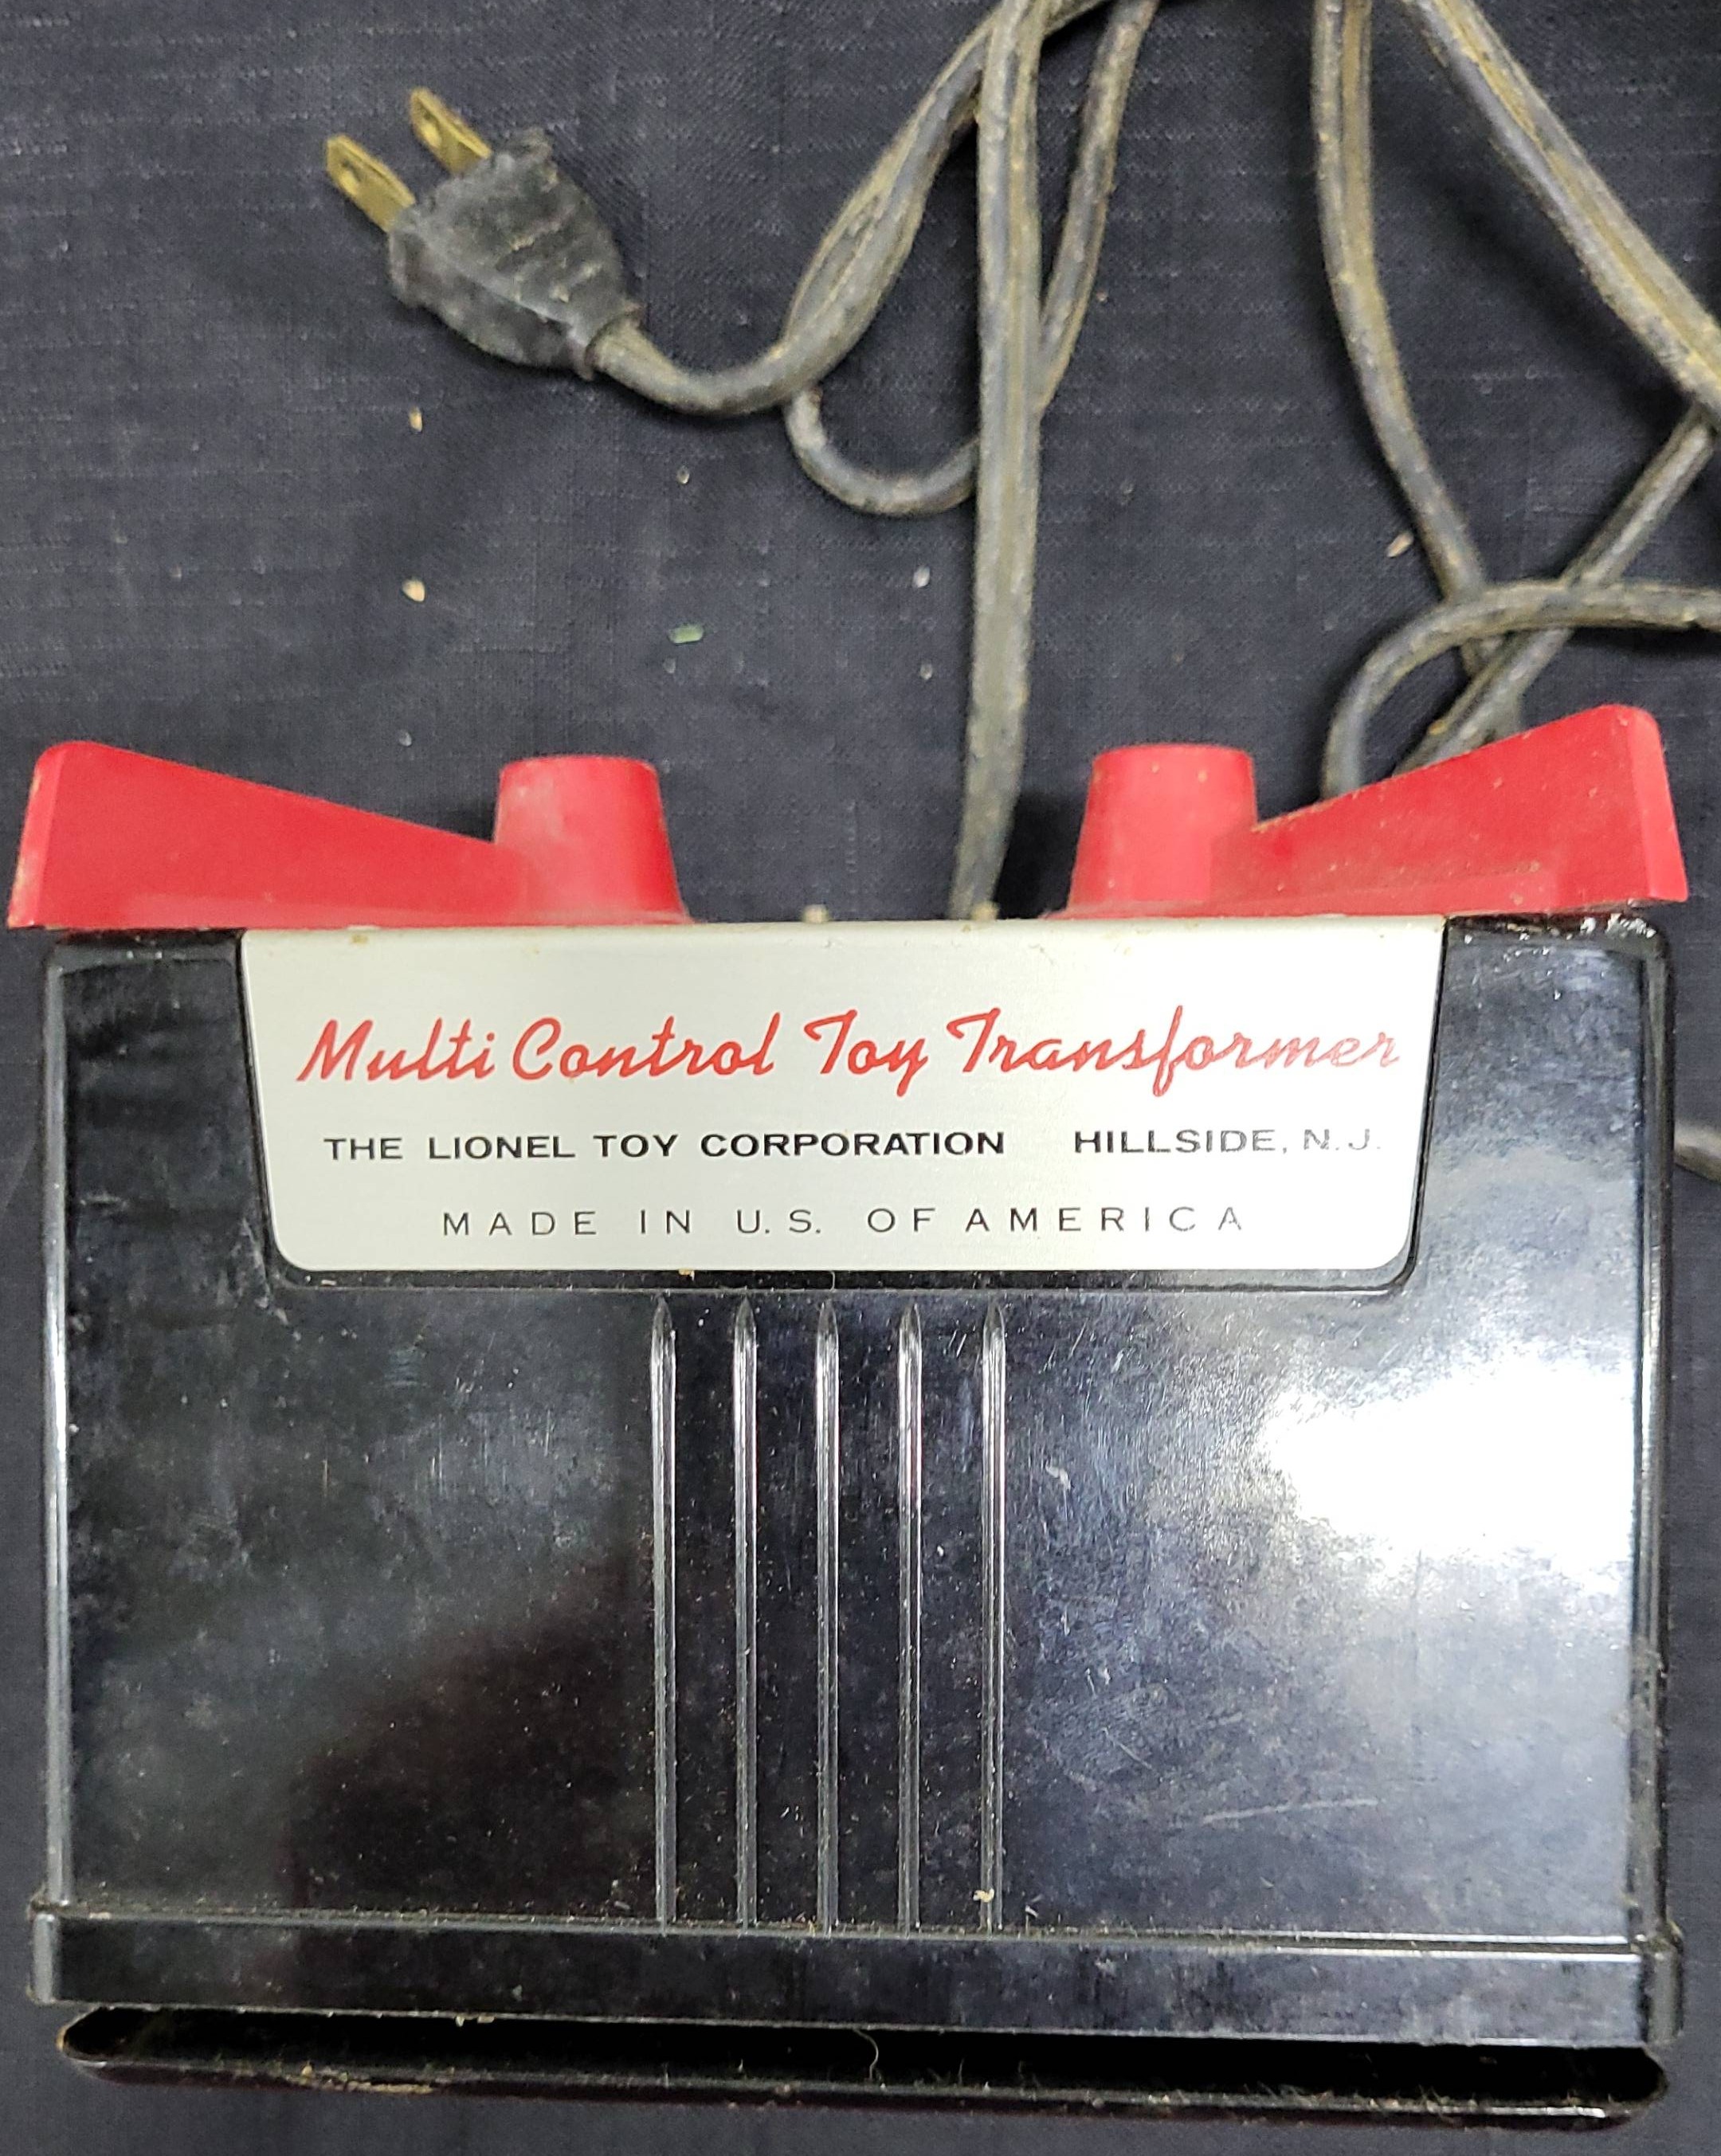 Multi Control Toy Transformer
THE LIONEL TOY CORPORATION HILLSIDE, N.J.
MADE IN U.S. OF AMERICA